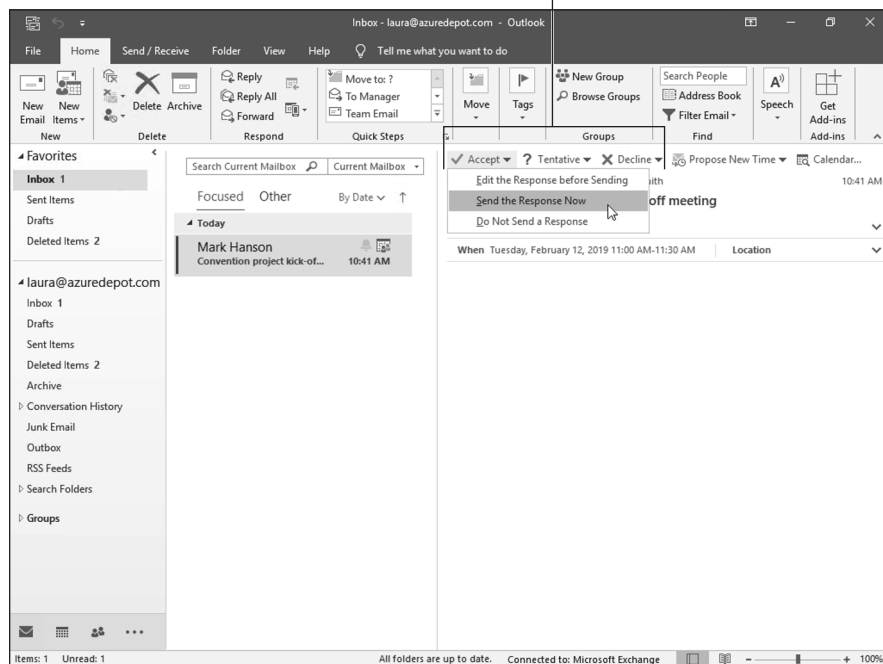 Inbox - laura@azuredepot.com - Outlook
File Home Send / Receive Folder View Help Tell me what you want to do
New Email
New Items
New
Delete
Archive
Delete
Reply
Reply All
Forward
Respond
Move to: ?
To Manager
Team Email
Quick Steps
Move
Tags
New Group
Browse Groups
Groups
Search People
Address Book
Filter Email
Find
A
Speech
Get Add-ins
Add-ins
Favorites
Inbox 1
Sent Items
Drafts
Deleted Items 2
laura@azuredepot.com
Inbox 1
Drafts
Sent Items
Deleted Items 2
Archive
Conversation History
Junk Email
Outbox
RSS Feeds
Search Folders
Groups
Search Current Mailbox Current Mailbox
Focused Other By Date
Today
Mark Hanson
Convention project kick-of... 10:41 AM
Accept ? Tentative Decline Propose New Time Calendar...
Edit the Response before Sending
Send the Response Now
Do Not Send a Response
ith 10:41 AM
off meeting
When Tuesday, February 12, 2019 11:00 AM-11:30 AM Location
Items: 1 Unread: 1 All folders are up to date. Connected to: Microsoft Exchange - + 100%